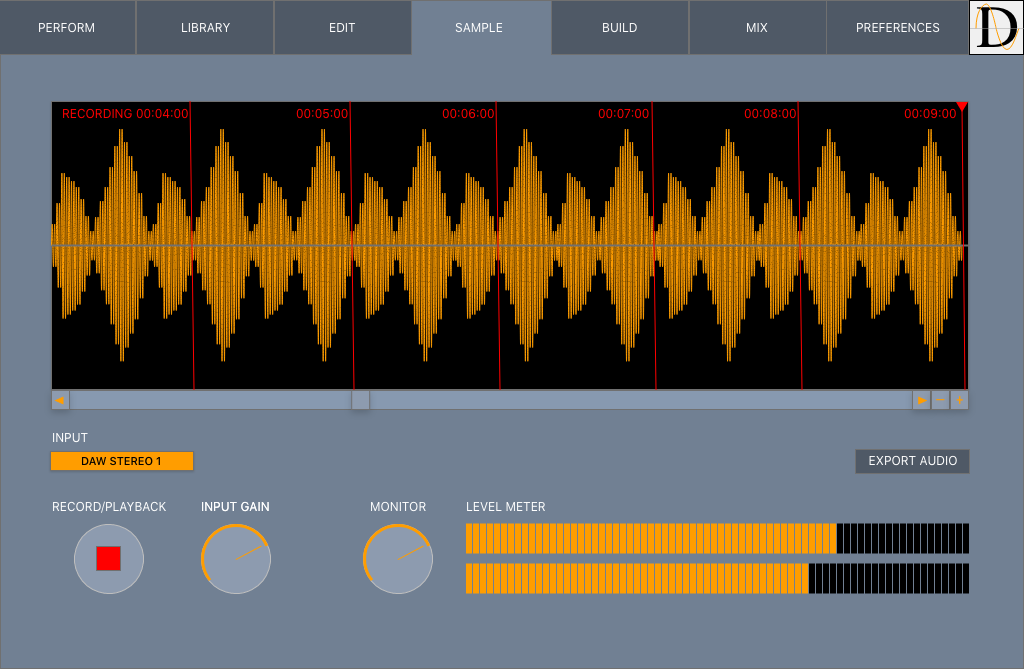 PERFORM LIBRARY EDIT SAMPLE BUILD MIX PREFERENCES D
RECORDING 00:04:00 00:05:00 00:06:00 00:07:00 00:08:00 00:09:00
INPUT
DAW STEREO 1
EXPORT AUDIO
RECORD/PLAYBACK INPUT GAIN MONITOR LEVEL METER